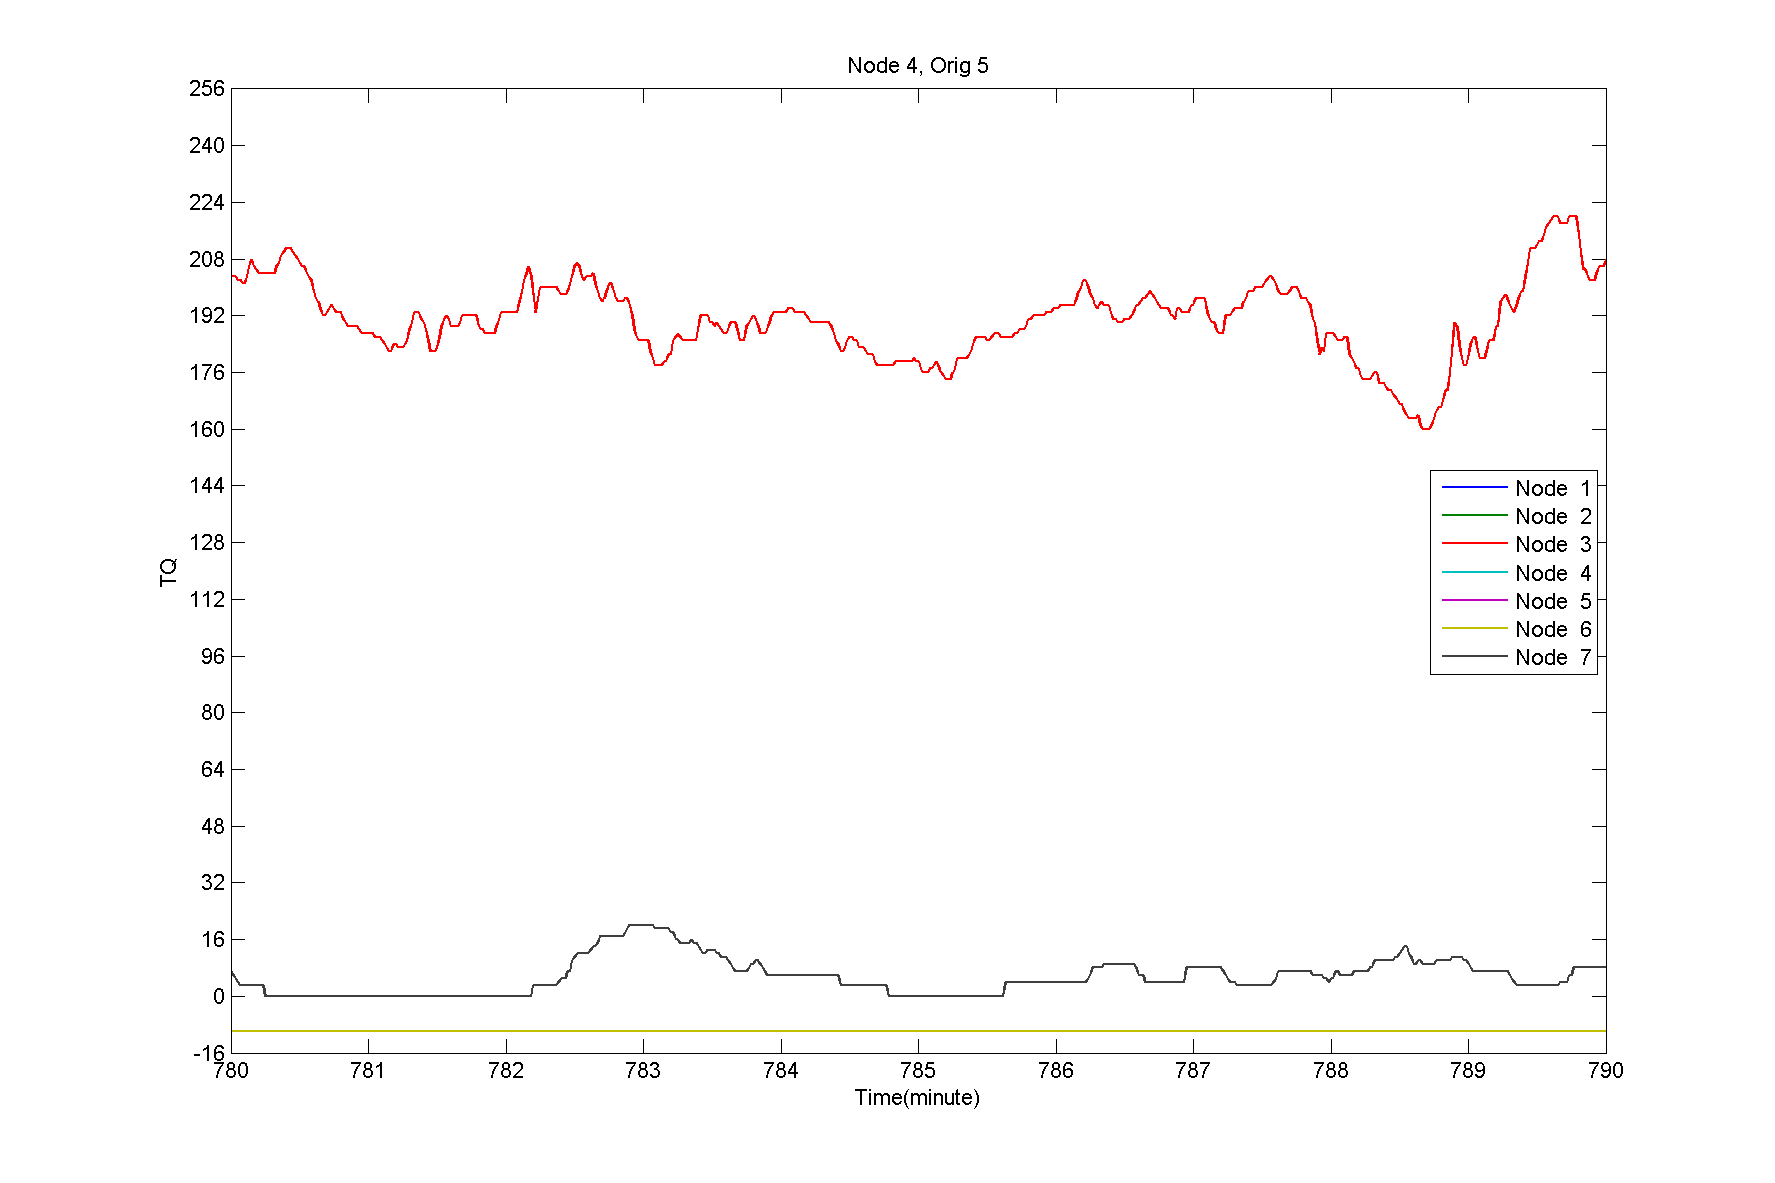 Node 4, Orig 5
256
240
224
208
192
176
160
144
128
112
96
80
64
48
32
16
0
-16
TQ
Node 1
Node 2
Node 3
Node 4
Node 5
Node 6
Node 7
780 781 782 783 784 785 786 787 788 789 790
Time(minute)